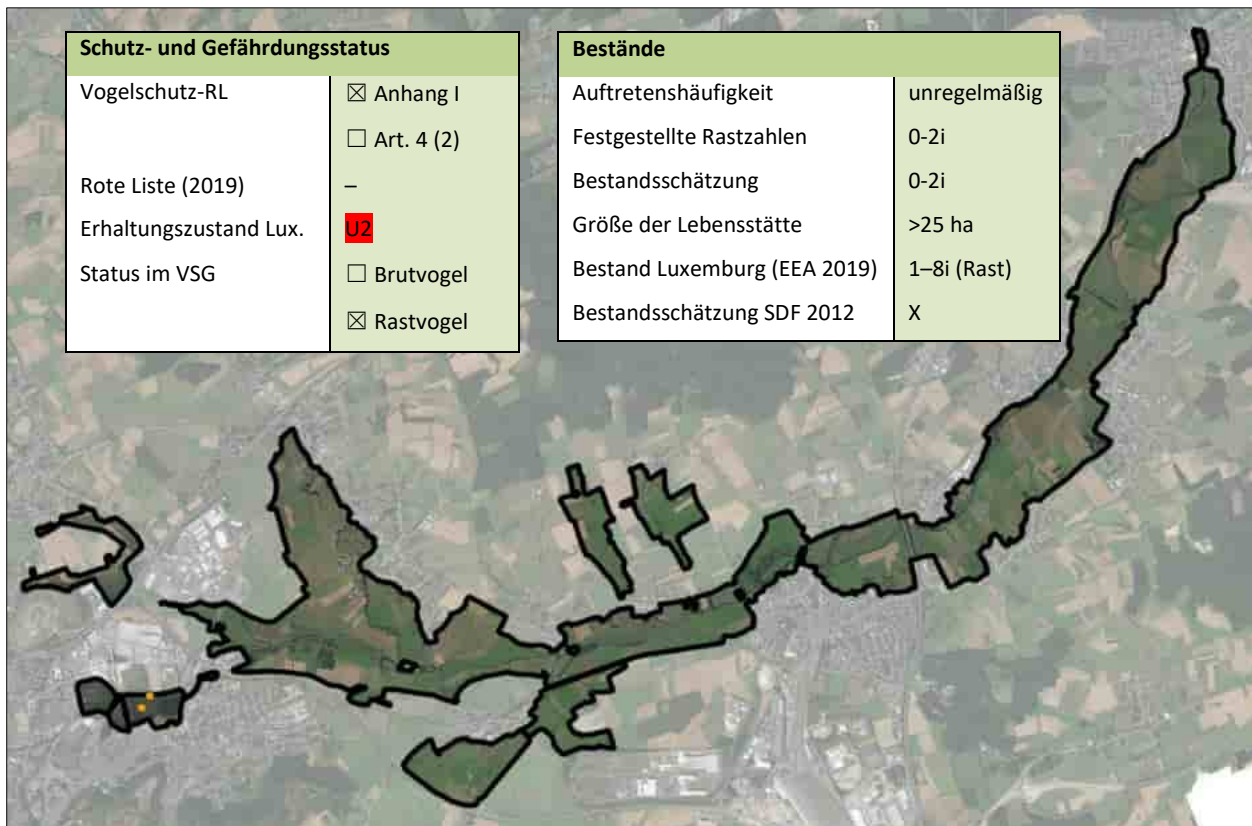 Schutz- und Gefährdungsstatus
Vogelschutz-RL ☒ Anhang I
☐ Art. 4 (2)
Rote Liste (2019) –
Erhaltungszustand Lux. U2
Status im VSG ☐ Brutvogel
☒ Rastvogel
Bestände
Auftretenshäufigkeit unregelmäßig
Festgestellte Rastzahlen 0-2i
Bestandsschätzung 0-2i
Größe der Lebensstätte >25 ha
Bestand Luxemburg (EEA 2019) 1–8i (Rast)
Bestandsschätzung SDF 2012 X